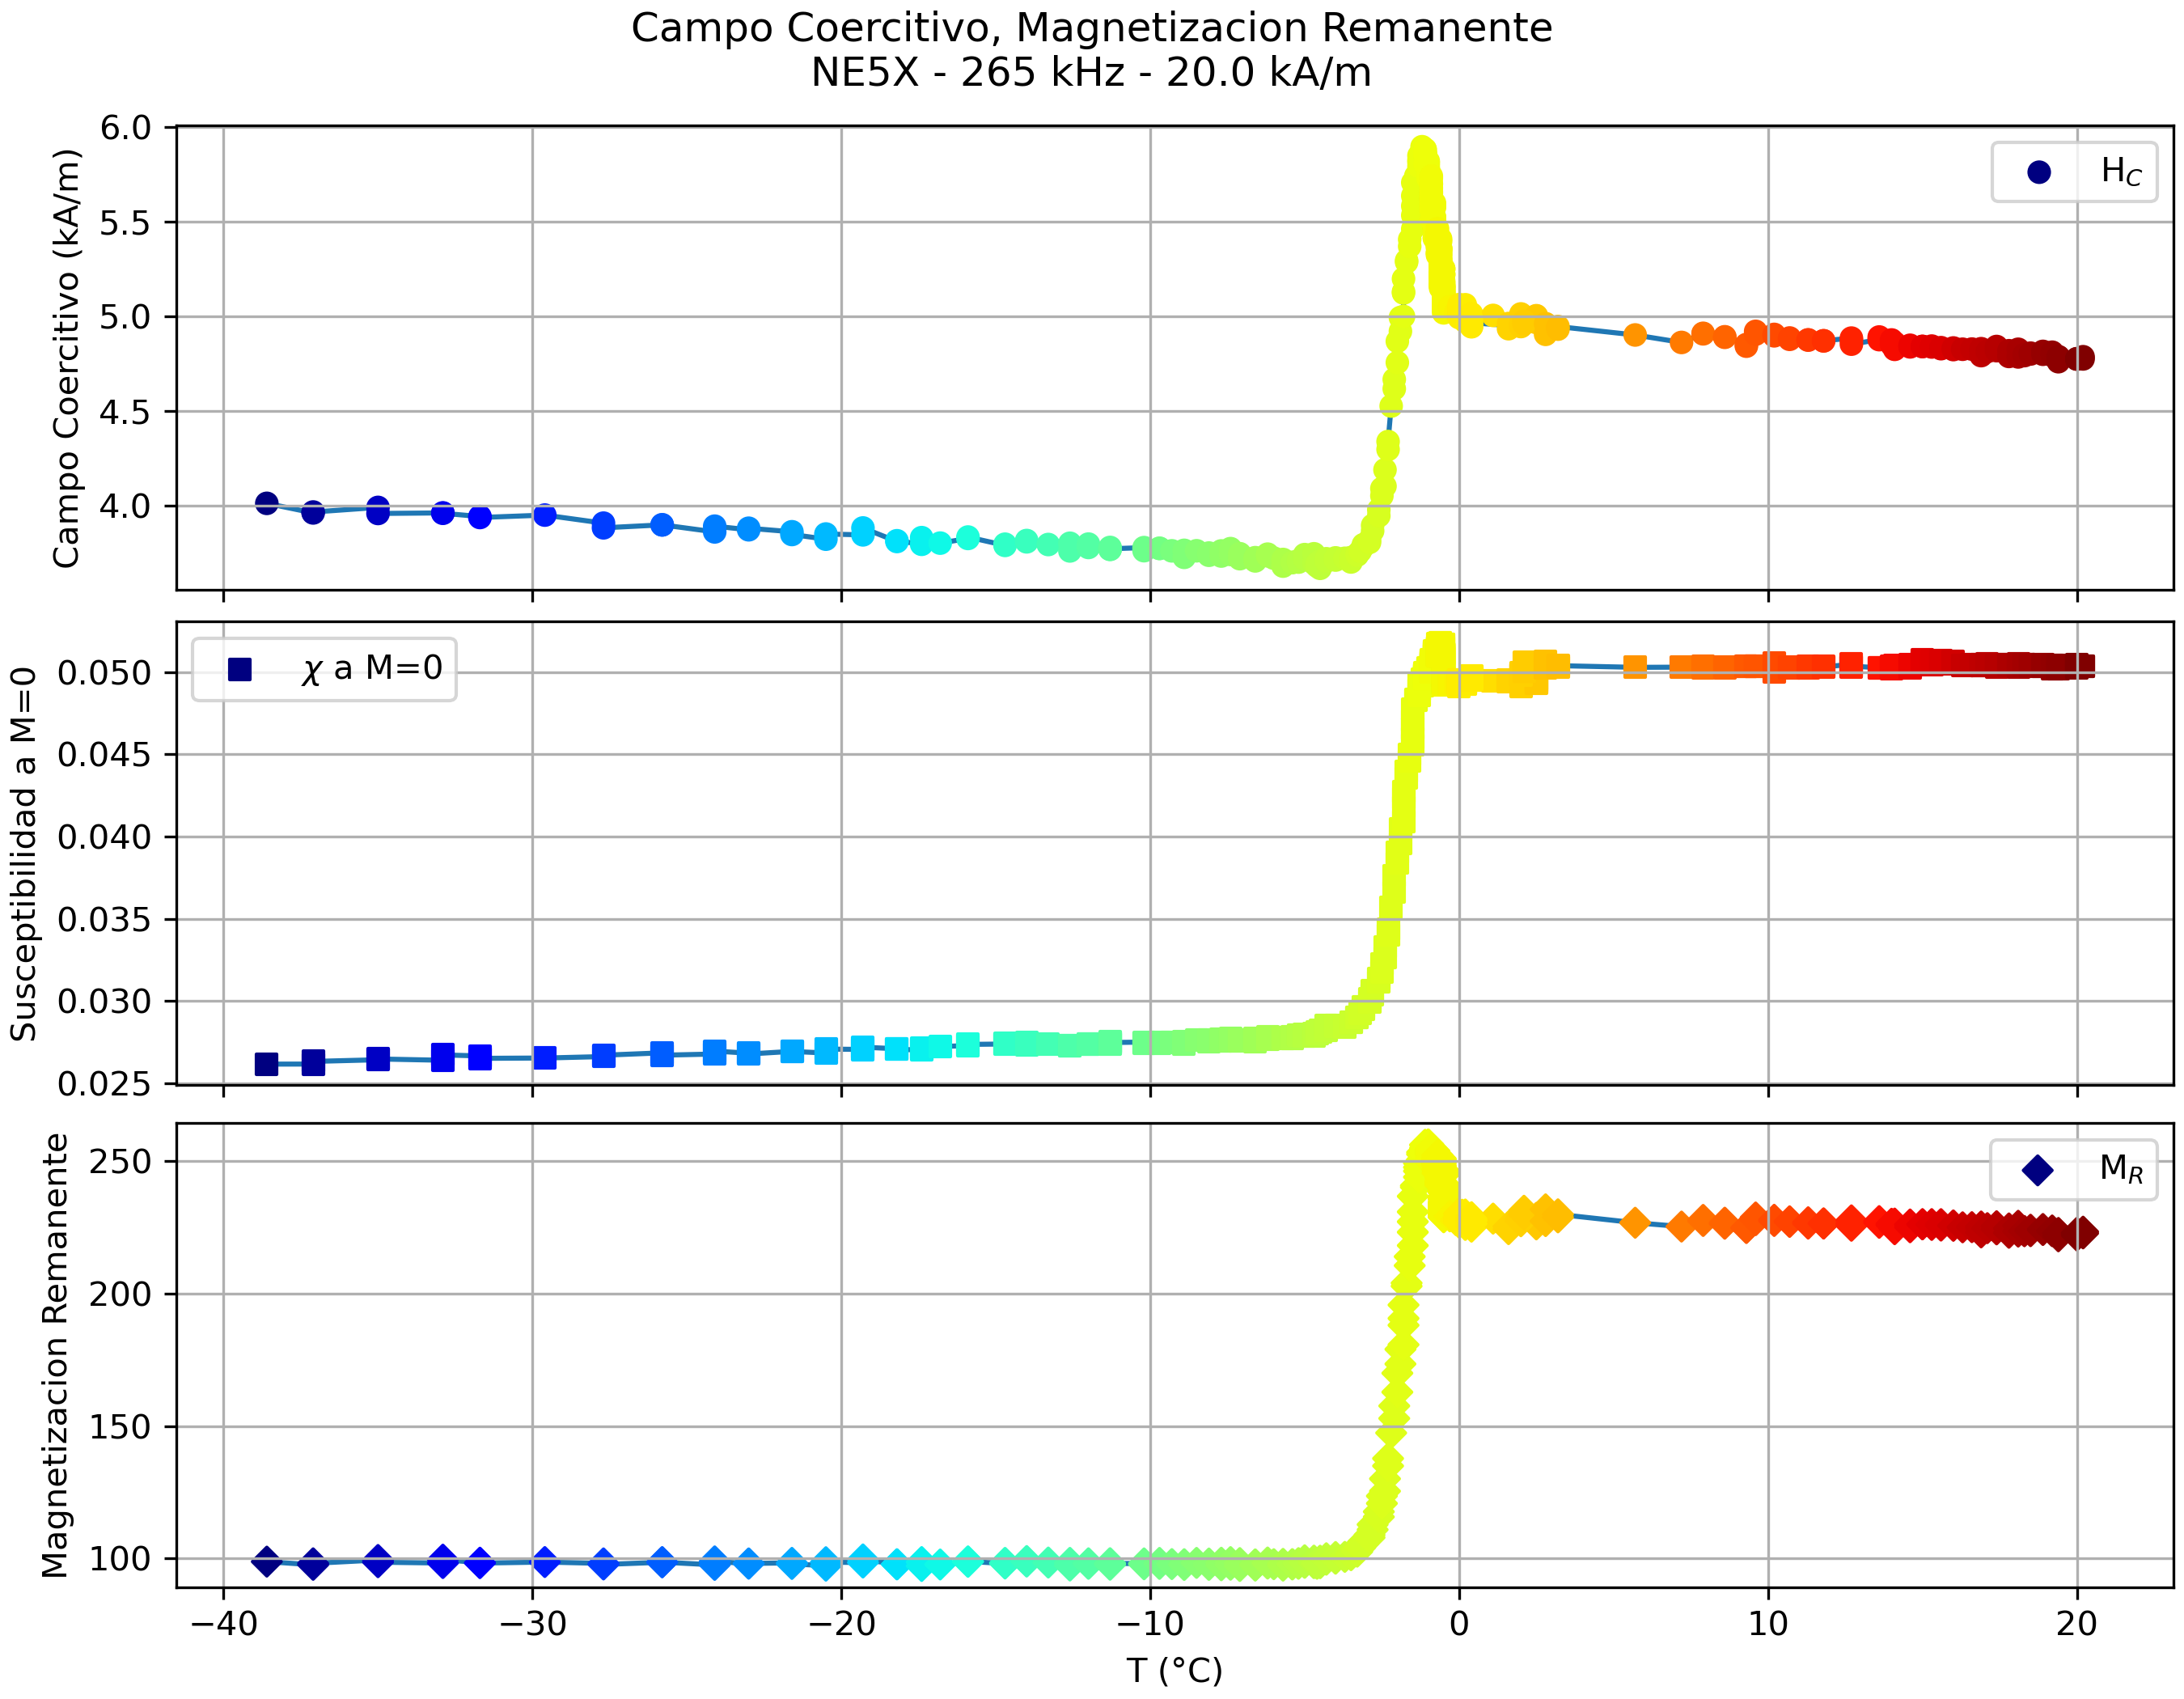 Campo Coercitivo, Magnetizacion Remanente
NE5X - 265 kHz - 20.0 kA/m
Campo Coercitivo (kA/m)
6.0
5.5
5.0
4.5
4.0
H_C
Susceptibilidad a M=0
0.050
0.045
0.040
0.035
0.030
0.025
χ a M=0
Magnetizacion Remanente
250
200
150
100
M_R
−40 −30 −20 −10 0 10 20
T (°C)